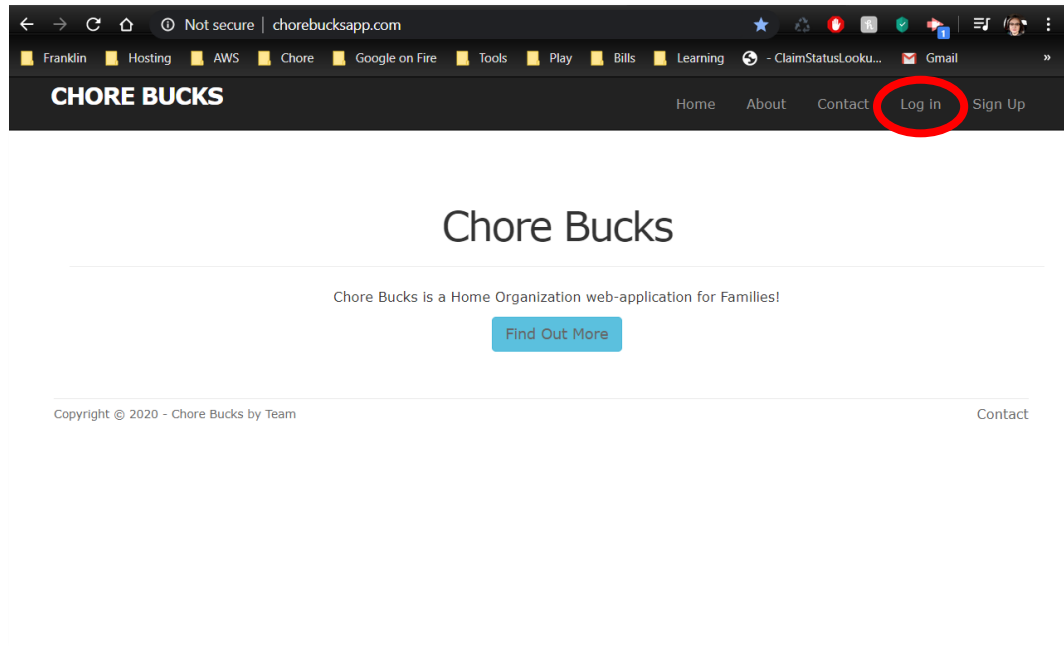 Not secure | chorebucksapp.com
Franklin Hosting AWS Chore Google on Fire Tools Play Bills Learning - ClaimStatusLooku... Gmail »
CHORE BUCKS
Home About Contact Log in Sign Up
Chore Bucks
Chore Bucks is a Home Organization web-application for Families!
Find Out More
Copyright © 2020 - Chore Bucks by Team
Contact